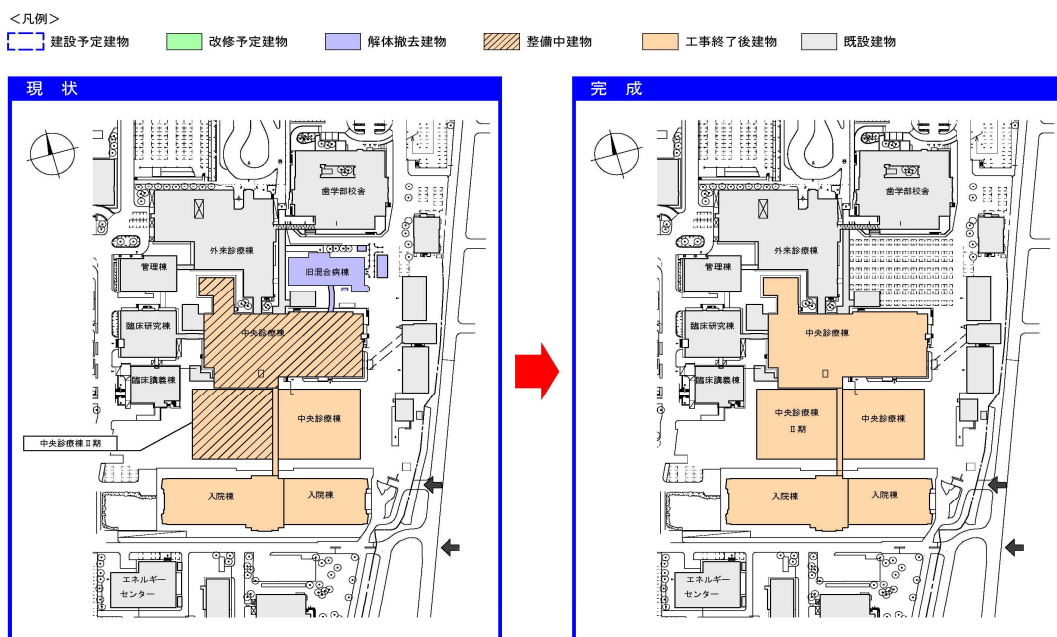 <凡例>
建設予定建物
改修予定建物
解体撤去建物
整備中建物
工事終了後建物
既設建物
現 状
歯学部校舎
外来診療棟
管理棟
旧混合病棟
臨床研究棟
中央診療棟
臨床講義棟
中央診療棟Ⅱ期
中央診療棟
入院棟
入院棟
エネルギー
センター
完 成
歯学部校舎
外来診療棟
管理棟
臨床研究棟
中央診療棟
臨床講義棟
中央診療棟
Ⅱ期
中央診療棟
入院棟
入院棟
エネルギー
センター